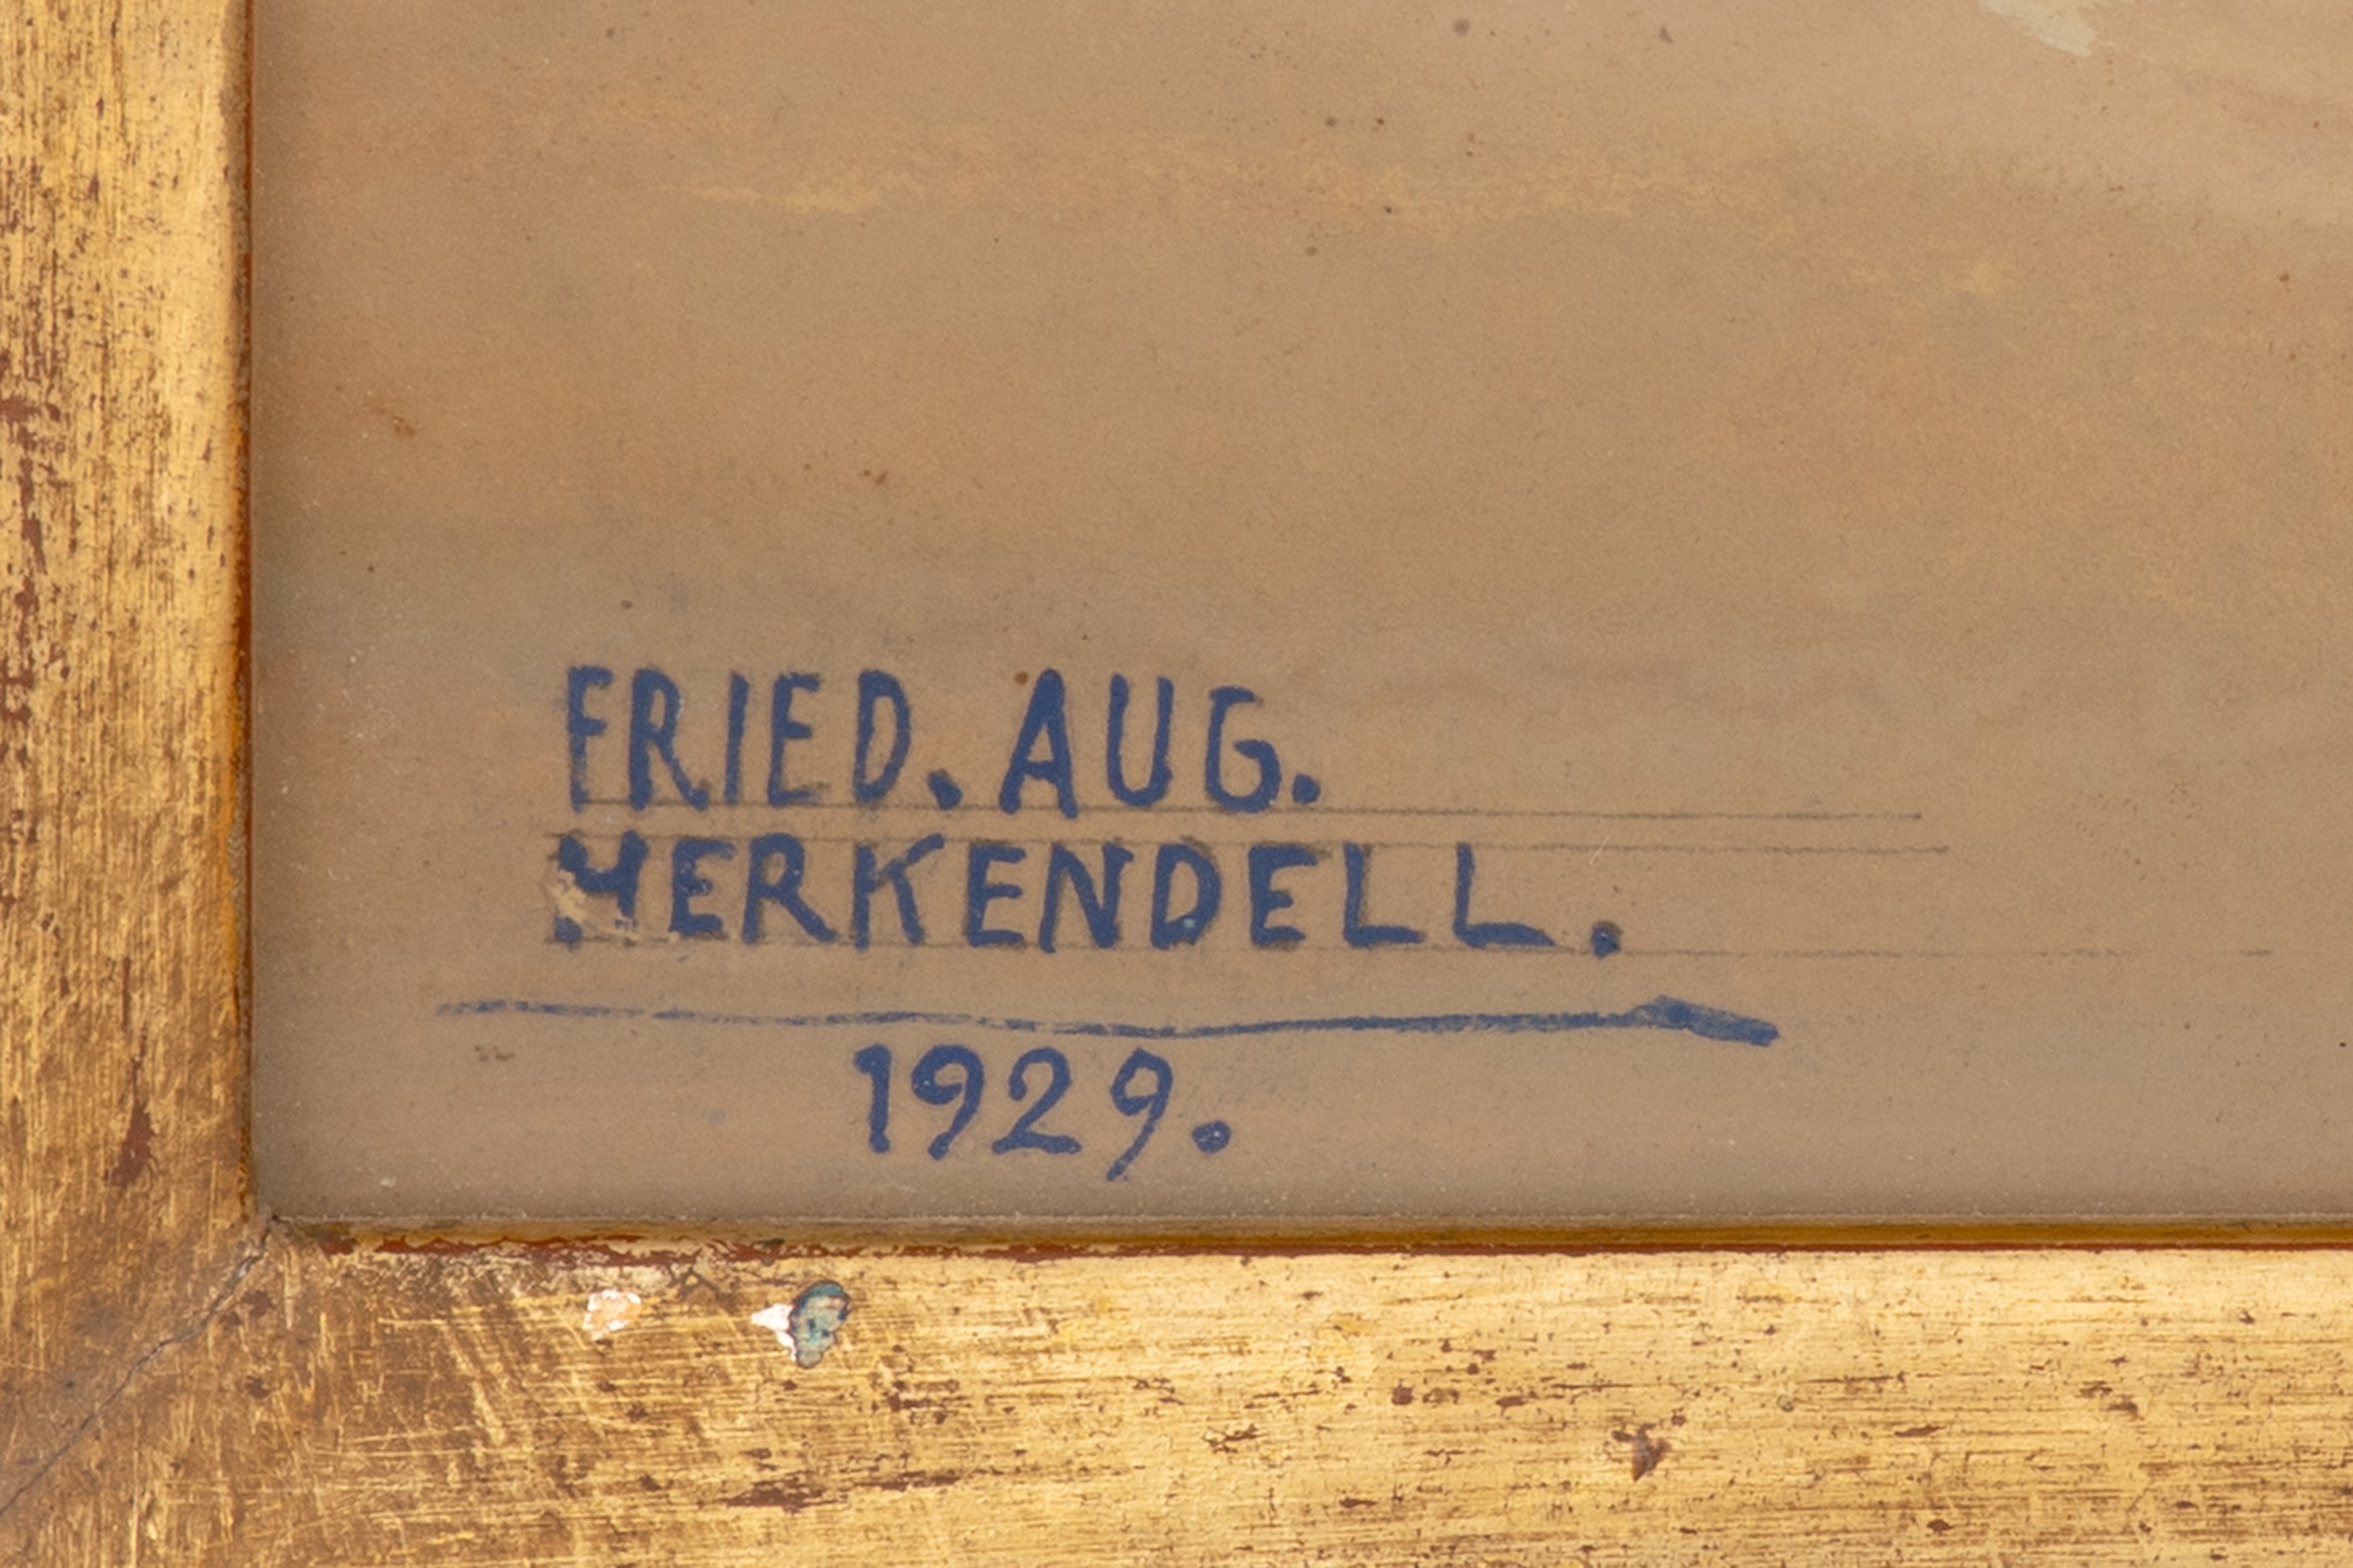 FRIED. AUG.
MERKENDELL.
1929.